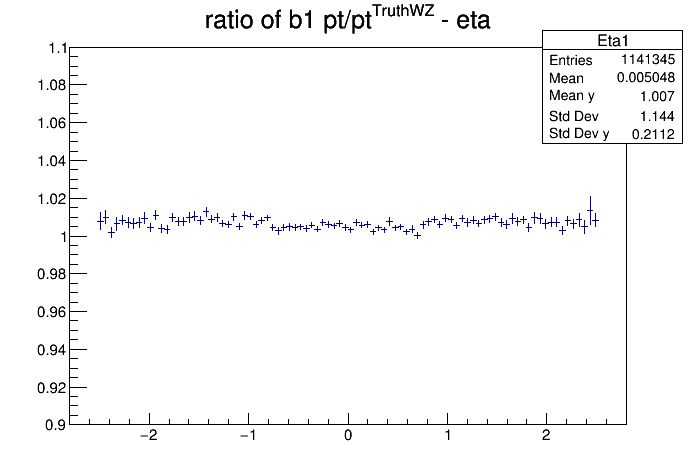 ratio of b1 pt/pt^TruthWZ - eta
Eta1
Entries 1141345
Mean 0.005048
Mean y 1.007
Std Dev 1.144
Std Dev y 0.2112
1.1
1.08
1.06
1.04
1.02
1
0.98
0.96
0.94
0.92
0.9
−2 −1 0 1 2